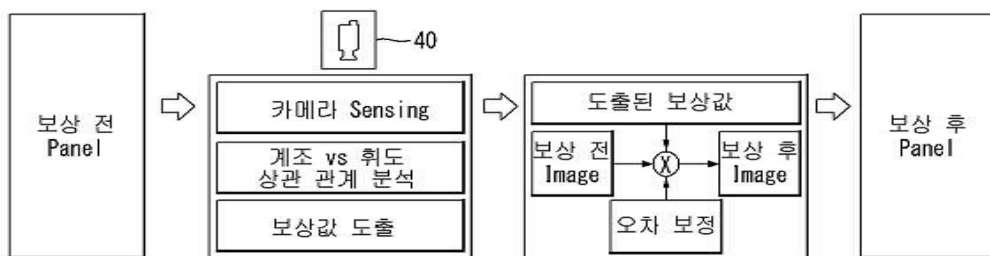 40
보상 전
Panel
카메라 Sensing
계조 vs 휘도
상관 관계 분석
보상값 도출
도출된 보상값
보상 전
Image
X
보상 후
Image
오차 보정
보상 후
Panel